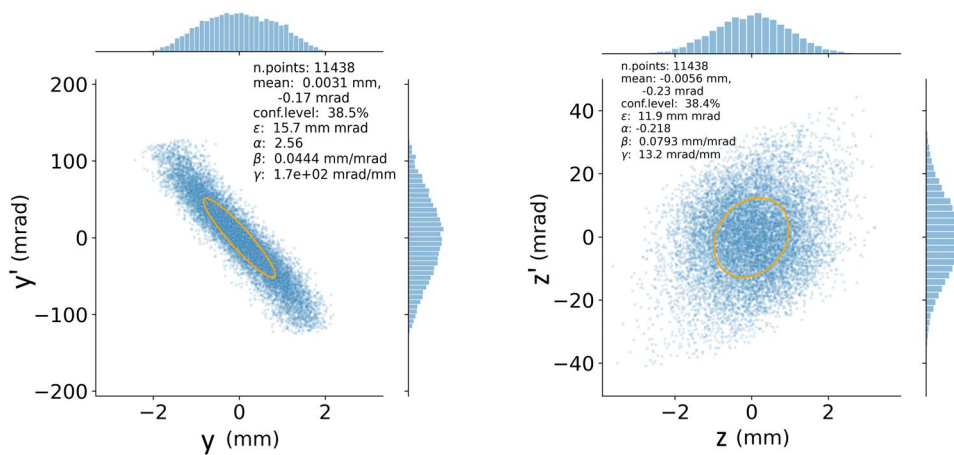 n.points: 11438
mean: 0.0031 mm,
-0.17 mrad
conf.level: 38.5%
ε: 15.7 mm mrad
α: 2.56
β: 0.0444 mm/mrad
γ: 1.7e+02 mrad/mm
200
100
0
−100
−200
y' (mrad)
−2 0 2
y (mm)
n.points: 11438
mean: -0.0056 mm,
-0.23 mrad
conf.level: 38.4%
ε: 11.9 mm mrad
α: -0.218
β: 0.0793 mm/mrad
γ: 13.2 mrad/mm
40
20
0
−20
−40
z' (mrad)
−2 0 2
z (mm)